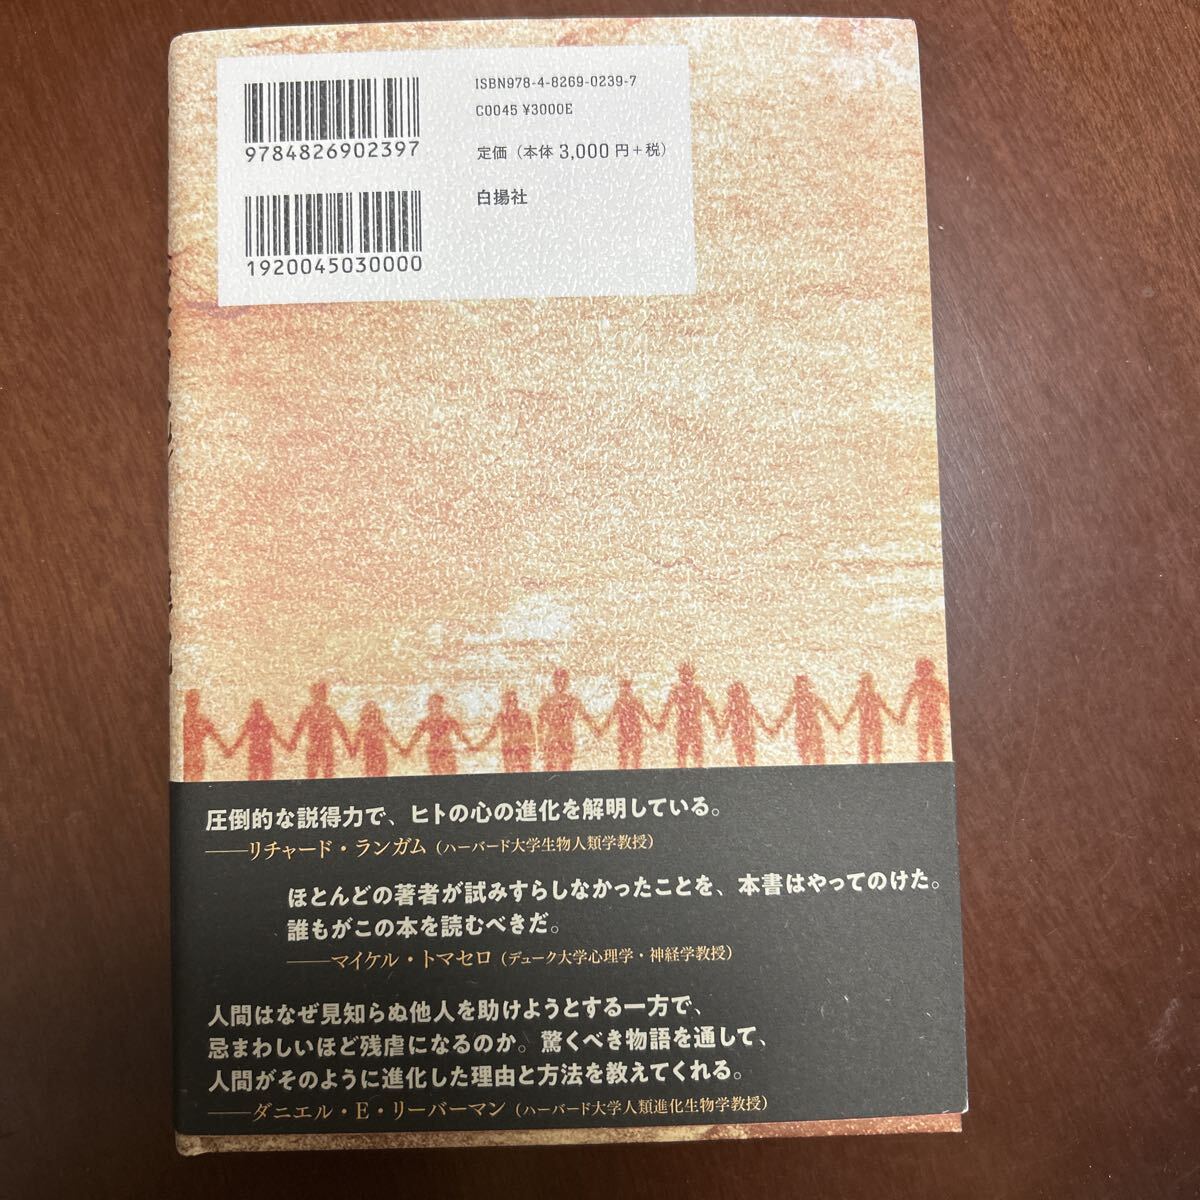 ISBN978-4-8269-0239-7
C0045 ¥3000E
9784826902397
定価（本体 3,000 円＋税）
白揚社
1920045030000
圧倒的な説得力で、ヒトの心の進化を解明している。
――リチャード・ランガム（ハーバード大学生物人類学教授）
ほとんどの著者が試みすらしなかったことを、本書はやってのけた。
誰もがこの本を読むべきだ。
――マイケル・トマセロ（デューク大学心理学・神経学教授）
人間はなぜ見知らぬ他人を助けようとする一方で、
忌まわしいほど残虐になるのか。驚くべき物語を通して、
人間がそのように進化した理由と方法を教えてくれる。
――ダニエル・E・リーバーマン（ハーバード大学人類進化生物学教授）